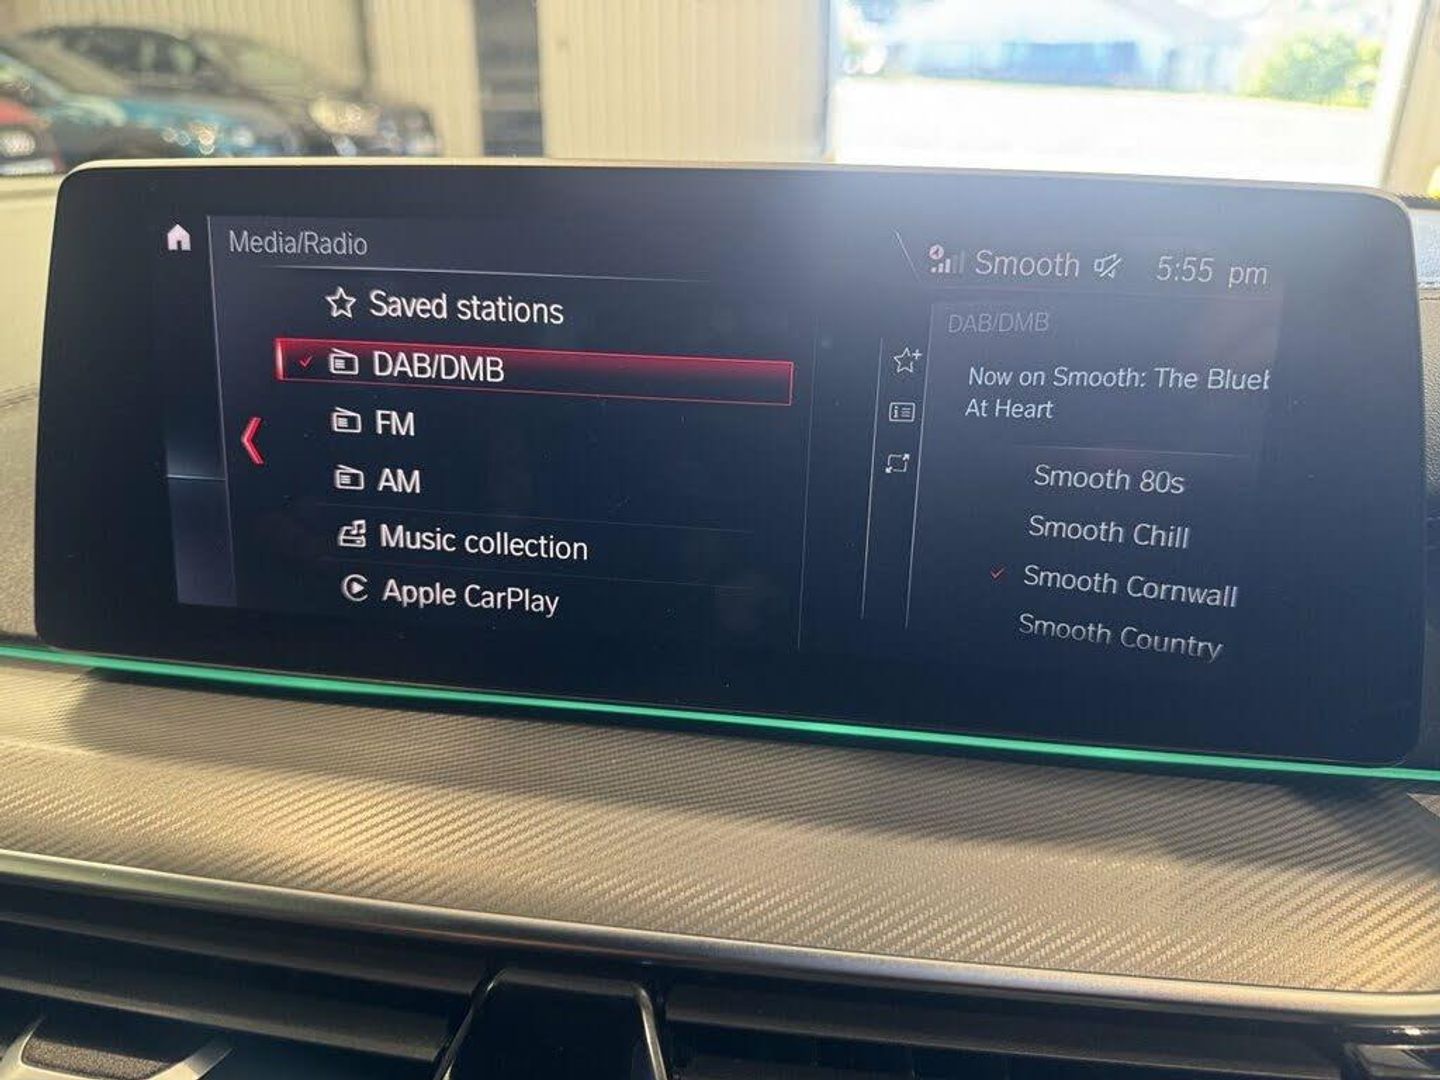 Media/Radio
Smooth
5:55 pm
Saved stations
DAB/DMB
FM
AM
Music collection
Apple CarPlay
DAB/DMB
Now on Smooth: The
At Heart
Smooth 80s
Smooth Chill
Smooth Cornwall
Smooth Country